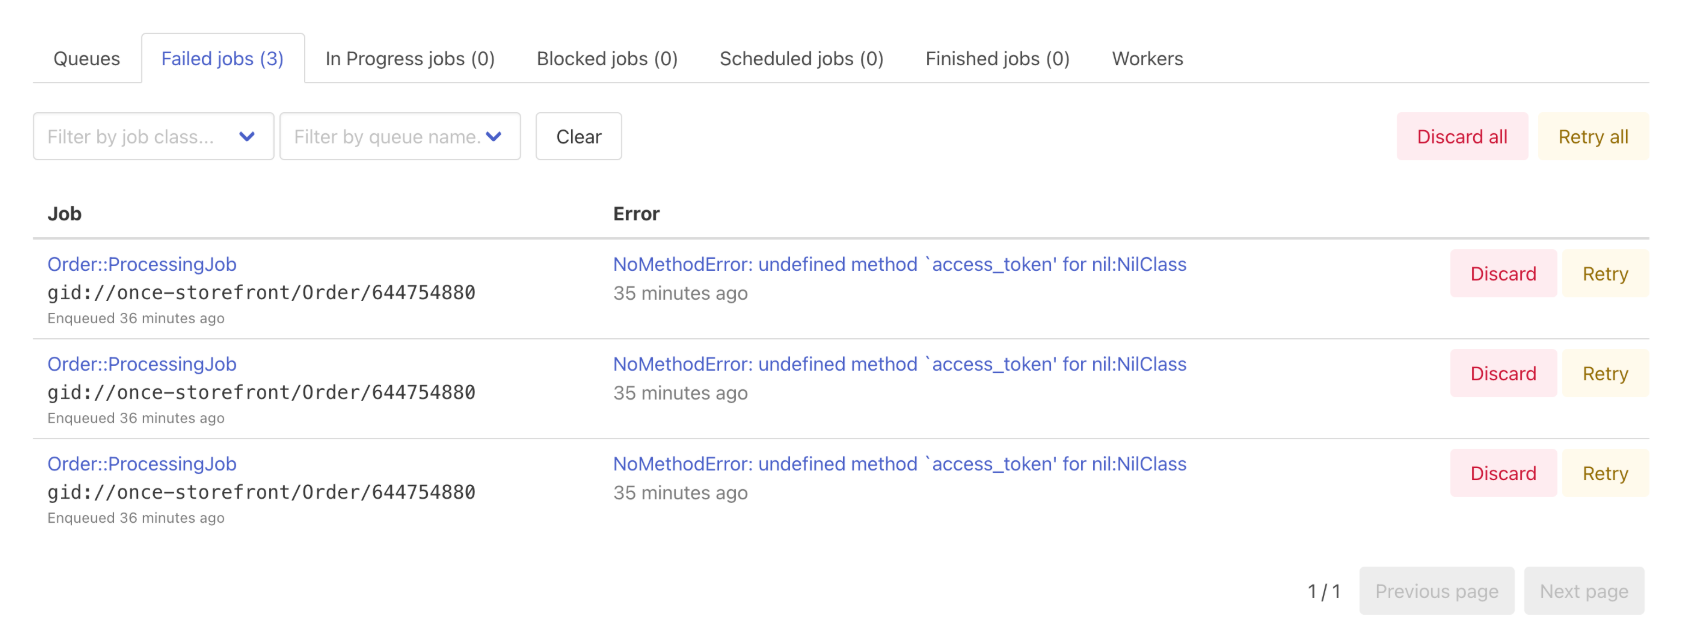 Queues Failed jobs (3) In Progress jobs (0) Blocked jobs (0) Scheduled jobs (0) Finished jobs (0) Workers
Filter by job class... Filter by queue name. Clear Discard all Retry all
Job Error
Order::ProcessingJob NoMethodError: undefined method `access_token' for nil:NilClass Discard Retry
gid://once-storefront/Order/644754880 35 minutes ago
Enqueued 36 minutes ago
Order::ProcessingJob NoMethodError: undefined method `access_token' for nil:NilClass Discard Retry
gid://once-storefront/Order/644754880 35 minutes ago
Enqueued 36 minutes ago
Order::ProcessingJob NoMethodError: undefined method `access_token' for nil:NilClass Discard Retry
gid://once-storefront/Order/644754880 35 minutes ago
Enqueued 36 minutes ago
1 / 1 Previous page Next page